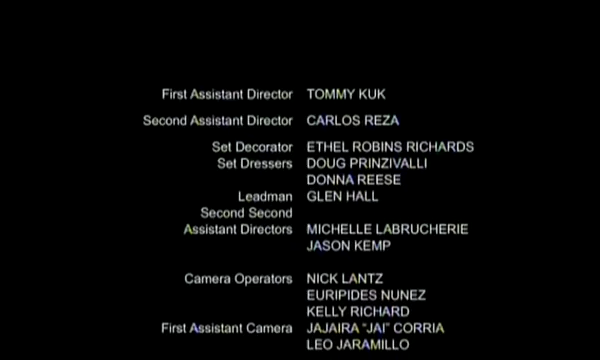 First Assistant Director TOMMY KUK
Second Assistant Director CARLOS REZA
Set Decorator ETHEL ROBINS RICHARDS
Set Dressers DOUG PRINZIVALLI
DONNA REESE
Leadman GLEN HALL
Second Second
Assistant Directors MICHELLE LABRUCHERIE
JASON KEMP
Camera Operators NICK LANTZ
EURIPIDES NUNEZ
KELLY RICHARD
First Assistant Camera JAJAIRA "JAI" CORRIA
LEO JARAMILLO